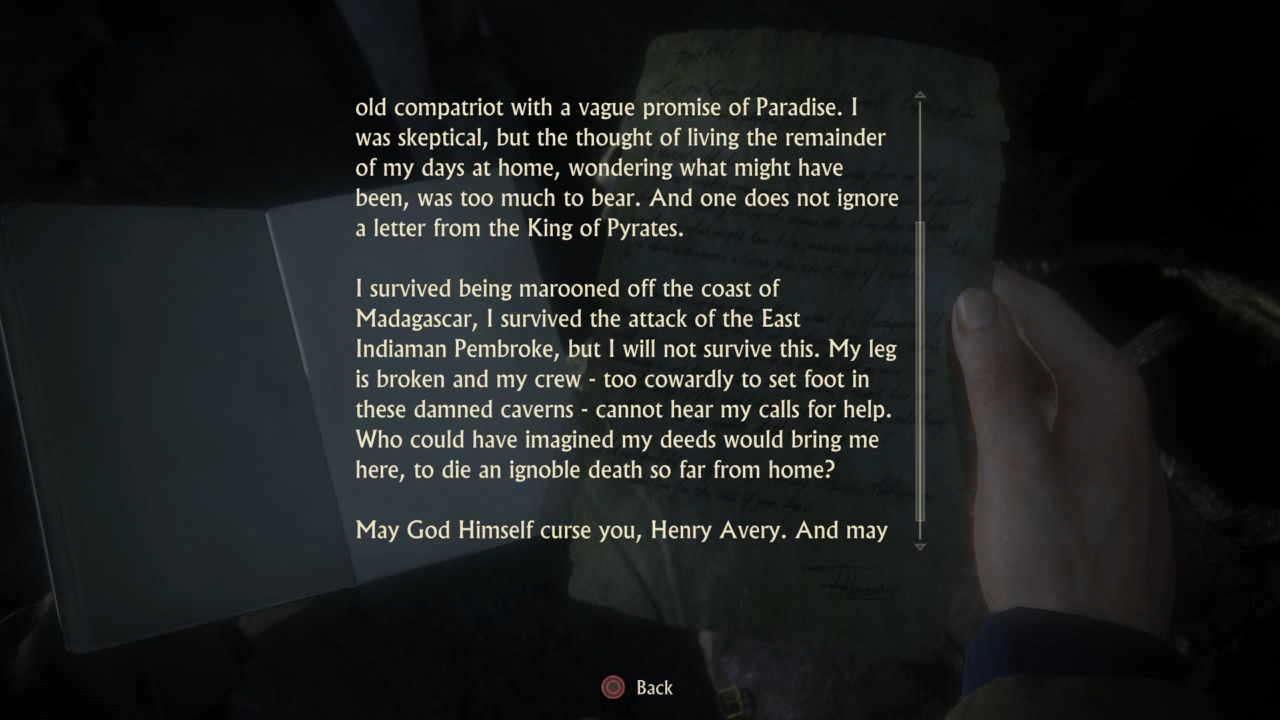 old compatriot with a vague promise of Paradise. I
was skeptical, but the thought of living the remainder
of my days at home, wondering what might have
been, was too much to bear. And one does not ignore
a letter from the King of Pyrates.
I survived being marooned off the coast of
Madagascar, I survived the attack of the East
Indiaman Pembroke, but I will not survive this. My leg
is broken and my crew - too cowardly to set foot in
these damned caverns - cannot hear my calls for help.
Who could have imagined my deeds would bring me
here, to die an ignoble death so far from home?
May God Himself curse you, Henry Avery. And may
Back